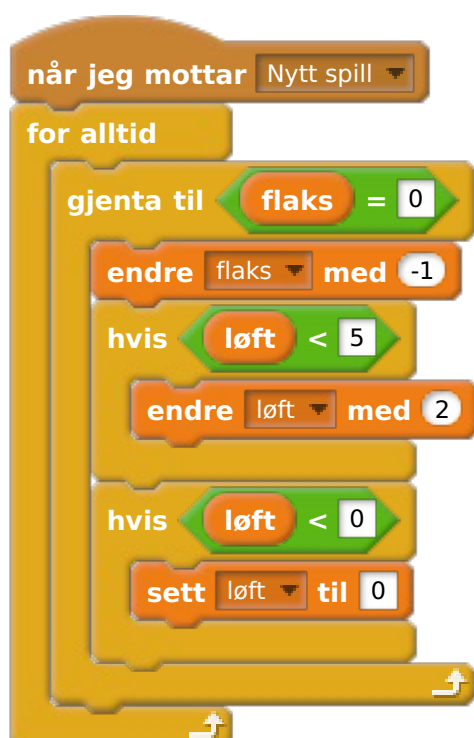 når jeg mottar Nytt spill
for alltid
gjenta til flaks = 0
endre flaks med -1
hvis løft < 5
endre løft med 2
hvis løft < 0
sett løft til 0